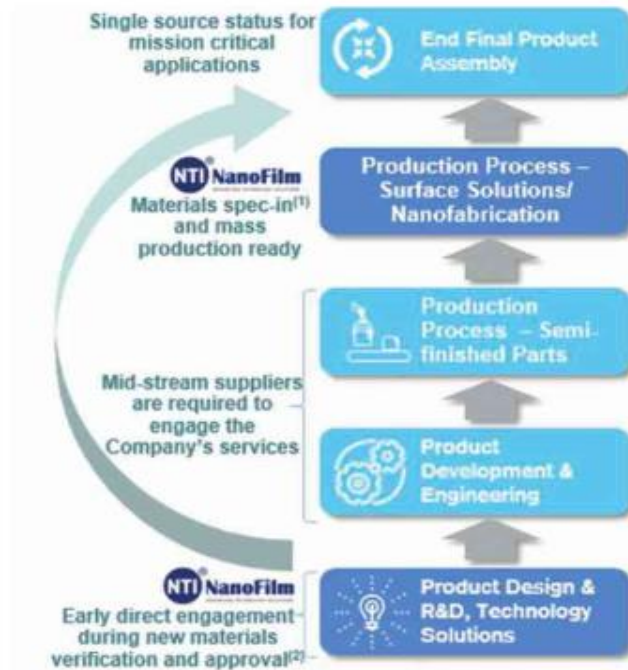 Single source status for
mission critical
applications
End Final Product
Assembly
NTI® NanoFilm
Materials spec-in(1)
and mass
production ready
Production Process –
Surface Solutions/
Nanofabrication
Production
Process – Semi-
finished Parts
Mid-stream suppliers
are required to
engage the
Company's services
Product
Development &
Engineering
NTI® NanoFilm
Early direct engagement
during new materials
verification and approval(2)
Product Design &
R&D, Technology
Solutions